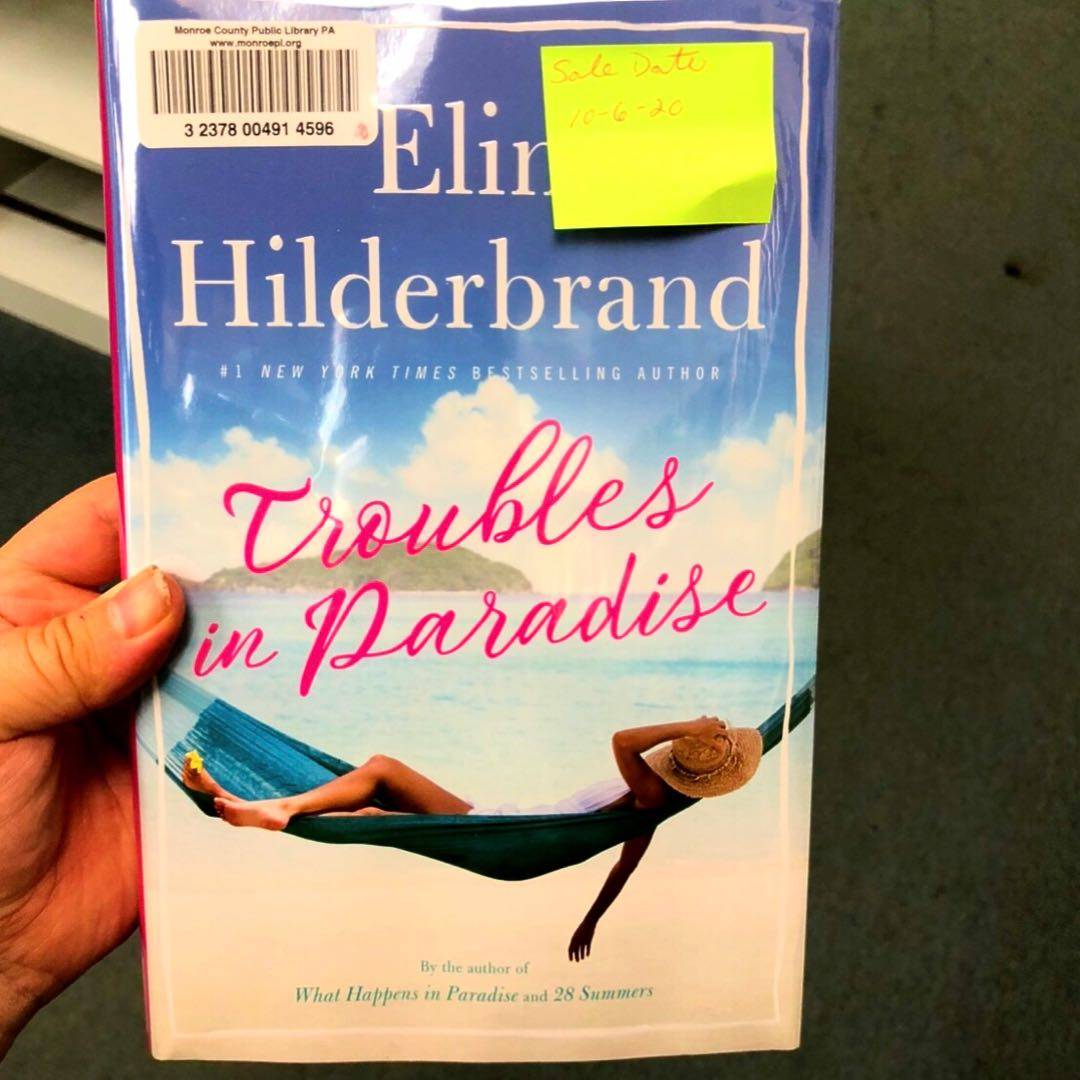 Monroe County Public Library PA
www.monroepl.org
3 2378 00491 4596
Sale Date
10-6-20
Elin
Hilderbrand
#1 NEW YORK TIMES BESTSELLING AUTHOR
Troubles
in Paradise
By the author of
What Happens in Paradise and 28 Summers